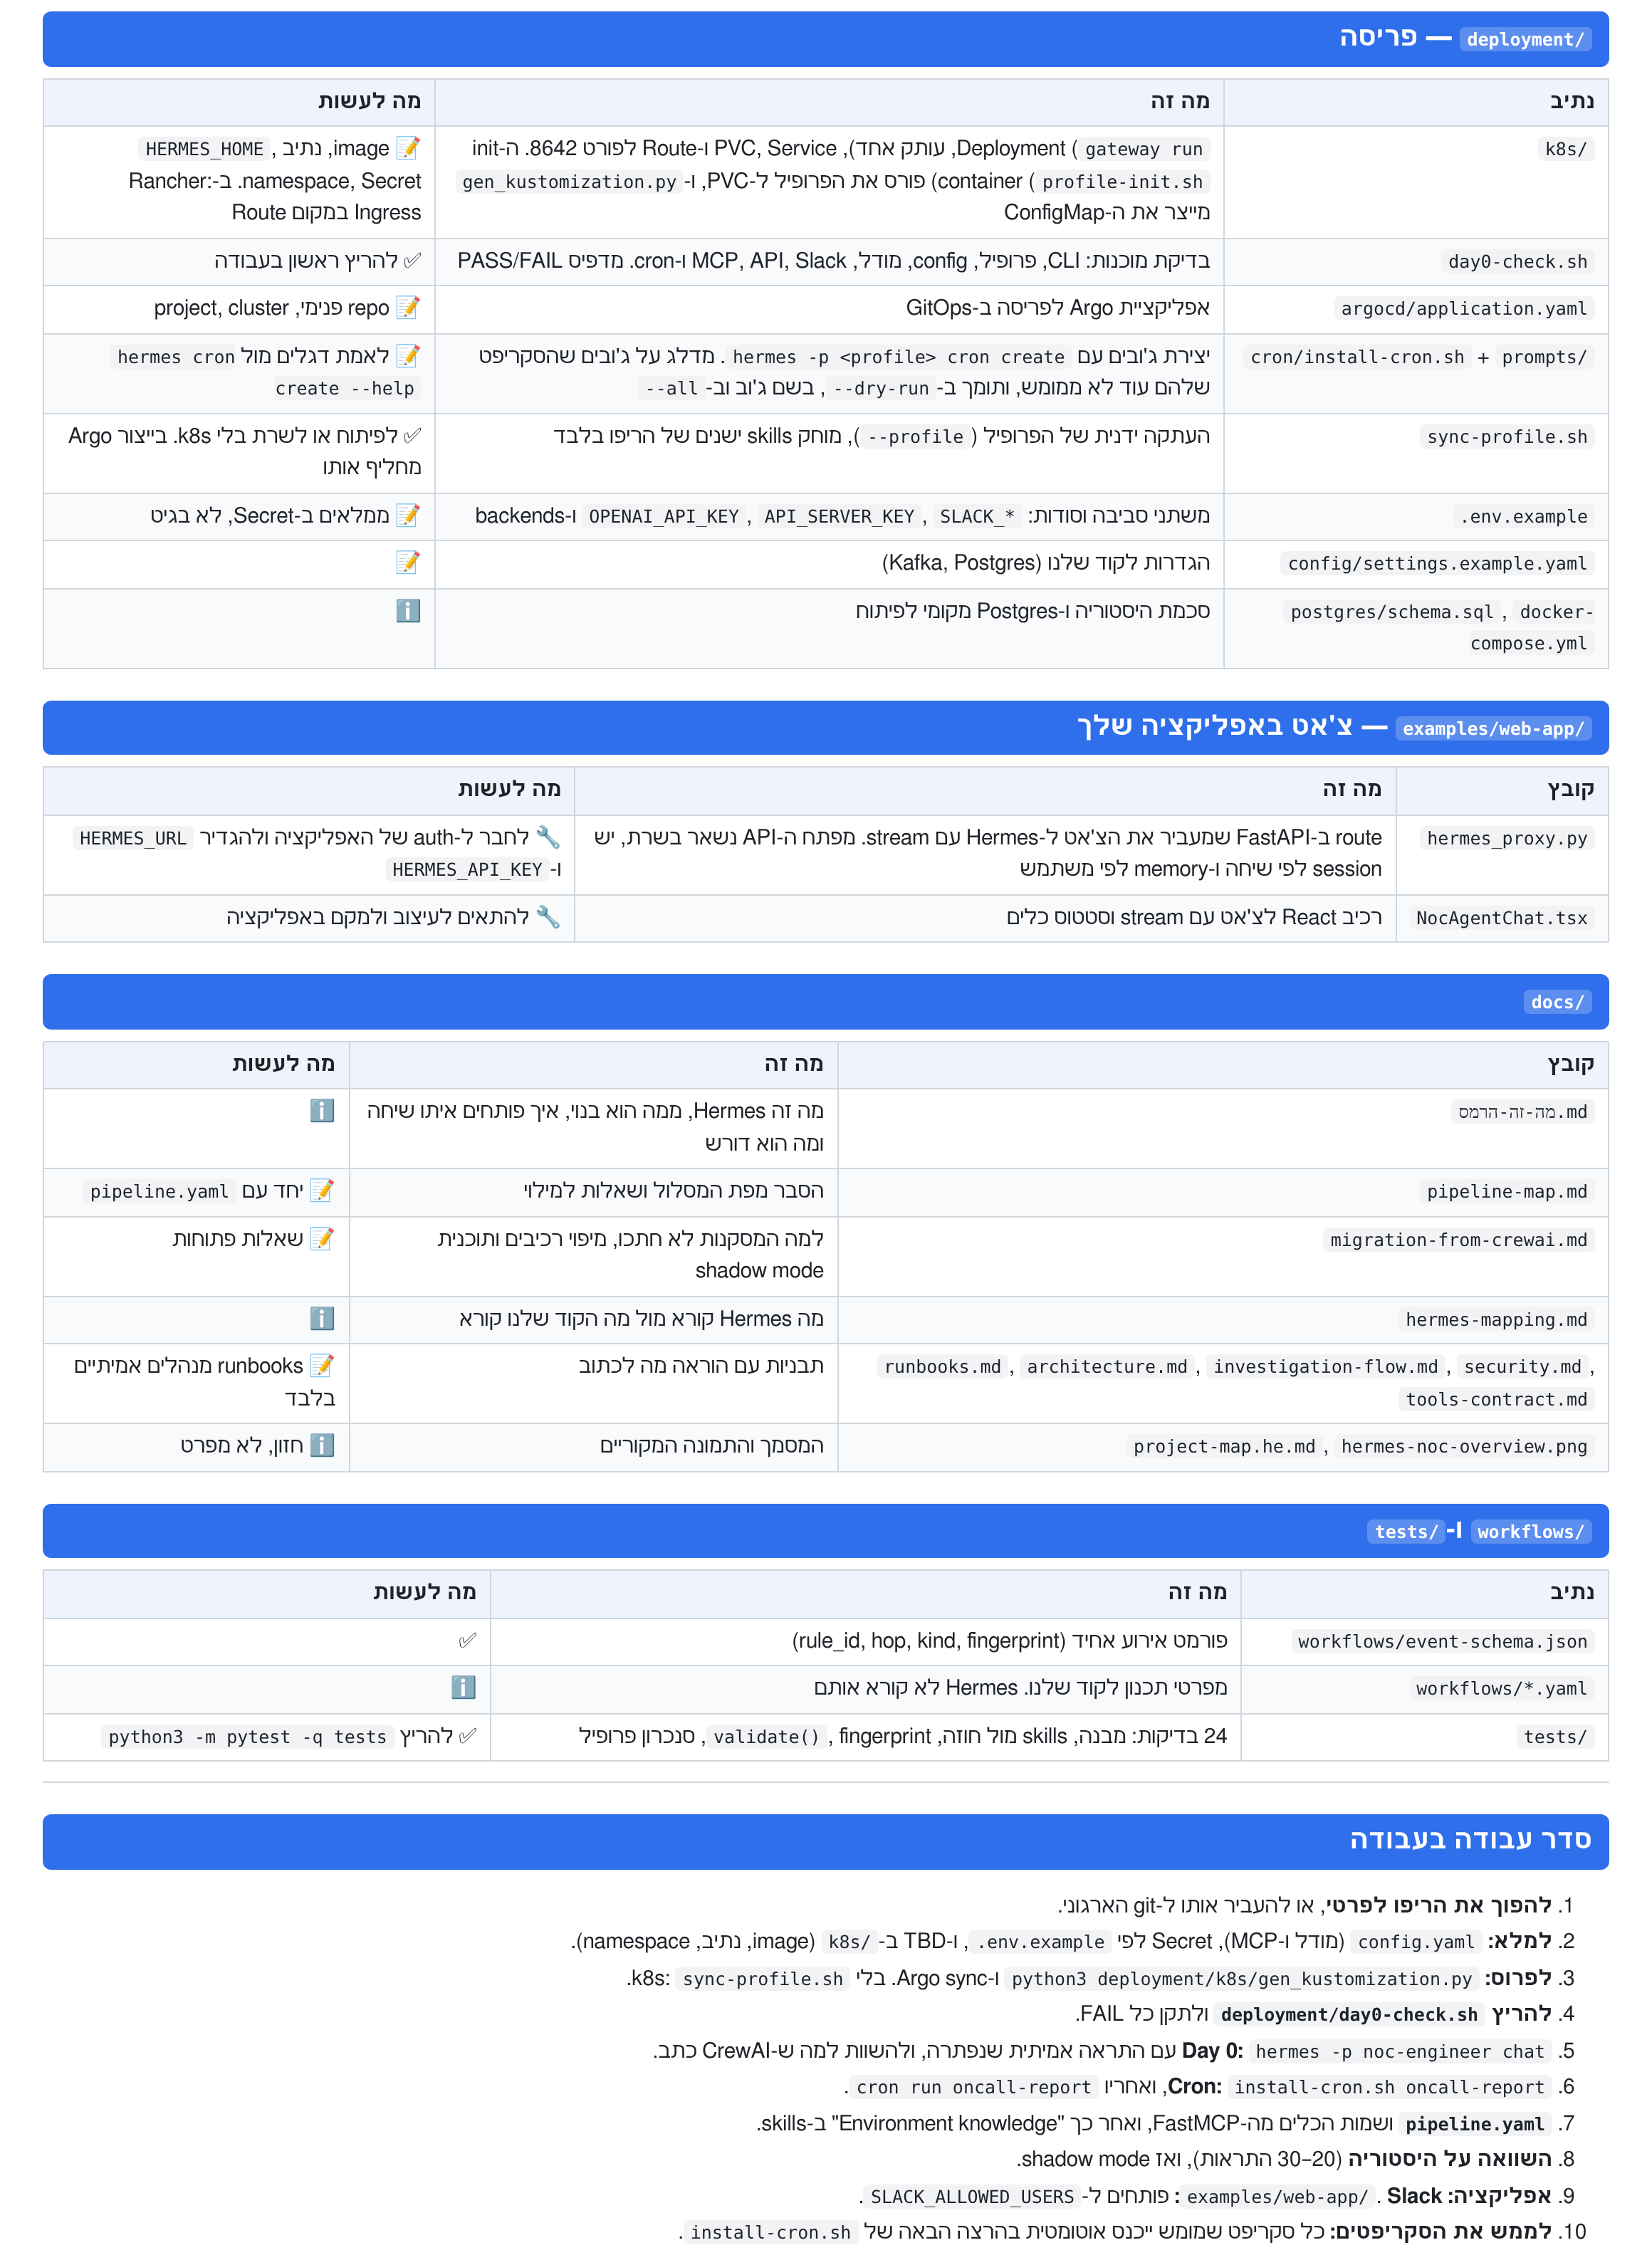 deployment/ — פריסה
נתיב	מה זה	מה לעשות
k8s/	Deployment (gateway run, עותק אחד), PVC, Service ו-Route לפורט 8642. ה-init	📝 image, נתיב HERMES_HOME,
container (profile-init.sh) פורס את הפרופיל ל-PVC, ו-gen_kustomization.py	namespace, Secret. ב-Rancher:
מייצר את ה-ConfigMap	Ingress במקום Route
day0-check.sh	בדיקת מוכנות: CLI, פרופיל, config, מודל, MCP, API, Slack ו-cron. מדפיס PASS/FAIL	✅ להריץ ראשון בעבודה
argocd/application.yaml	אפליקציית Argo לפריסה ב-GitOps	📝 repo פנימי, project, cluster
cron/install-cron.sh + prompts/	יצירת ג'ובים עם hermes -p <profile> cron create. מדלג על ג'ובים שהסקריפט	📝 לאמת דגלים מול hermes cron
שלהם עוד לא ממומש, ותומך ב---dry-run, בשם ג'וב וב---all	create --help
sync-profile.sh	העתקה ידנית של הפרופיל (--profile), מוחק skills ישנים של הריפו בלבד	✅ לפיתוח או לשרת בלי k8s. בייצור Argo
מחליף אותו
.env.example	משתני סביבה וסודות: OPENAI_API_KEY, API_SERVER_KEY, SLACK_* ו-backends	📝 ממלאים ב-Secret, לא בגיט
config/settings.example.yaml	הגדרות לקוד שלנו (Kafka, Postgres)	📝
postgres/schema.sql, docker-	סכמת היסטוריה ו-Postgres מקומי לפיתוח	ℹ️
compose.yml
examples/web-app/ — צ'אט באפליקציה שלך
קובץ	מה זה	מה לעשות
hermes_proxy.py	route ב-FastAPI שמעביר את הצ'אט ל-Hermes עם stream. מפתח ה-API נשאר בשרת, יש	🔧 לחבר ל-auth של האפליקציה ולהגדיר HERMES_URL
session לפי שיחה ו-memory לפי משתמש	ו-HERMES_API_KEY
NocAgentChat.tsx	רכיב React לצ'אט עם stream וסטטוס כלים	🔧 להתאים לעיצוב ולמקם באפליקציה
docs/
קובץ	מה זה	מה לעשות
מה-זה-הרמס.md	מה זה Hermes, ממה הוא בנוי, איך פותחים איתו שיחה	ℹ️
ומה הוא דורש
pipeline-map.md	הסבר מפת המסלול ושאלות למילוי	📝 יחד עם pipeline.yaml
migration-from-crewai.md	למה המסקנות לא חתכו, מיפוי רכיבים ותוכנית	📝 שאלות פתוחות
shadow mode
hermes-mapping.md	מה Hermes קורא מול מה הקוד שלנו קורא	ℹ️
runbooks.md, architecture.md, investigation-flow.md, security.md,	תבניות עם הוראה מה לכתוב	📝 runbooks מנהלים אמיתיים
tools-contract.md	בלבד
project-map.he.md, hermes-noc-overview.png	המסמך והתמונה המקוריים	ℹ️ חזון, לא מפרט
workflows/ ו-tests/
נתיב	מה זה	מה לעשות
workflows/event-schema.json	פורמט אירוע אחיד (rule_id, hop, kind, fingerprint)	✅
workflows/*.yaml	מפרטי תכנון לקוד שלנו. Hermes לא קורא אותם	ℹ️
tests/	24 בדיקות: מבנה, skills מול חוזה, validate(), fingerprint, סנכרון פרופיל	✅ להריץ python3 -m pytest -q tests
סדר עבודה בעבודה
1. להפוך את הריפו לפרטי, או להעביר אותו ל-git הארגוני.
2. למלא: config.yaml (מודל ו-MCP), Secret לפי .env.example, ו-TBD ב-k8s/ (image, נתיב, namespace).
3. לפרוס: python3 deployment/k8s/gen_kustomization.py ו-Argo sync. בלי k8s: sync-profile.sh.
4. להריץ deployment/day0-check.sh ולתקן כל FAIL.
5. Day 0: hermes -p noc-engineer chat עם התראה אמיתית שנפתרה, ולהשוות למה ש-CrewAI כתב.
6. Cron: install-cron.sh oncall-report, ואחריו cron run oncall-report.
7. pipeline.yaml ושמות הכלים מה-FastMCP, ואחר כך "Environment knowledge" ב-skills.
8. השוואה על היסטוריה (20–30 התראות), ואז shadow mode.
9. אפליקציה: examples/web-app/. Slack: פותחים ל-SLACK_ALLOWED_USERS.
10. לממש את הסקריפטים: כל סקריפט שמומש ייכנס אוטומטית בהרצה הבאה של install-cron.sh.